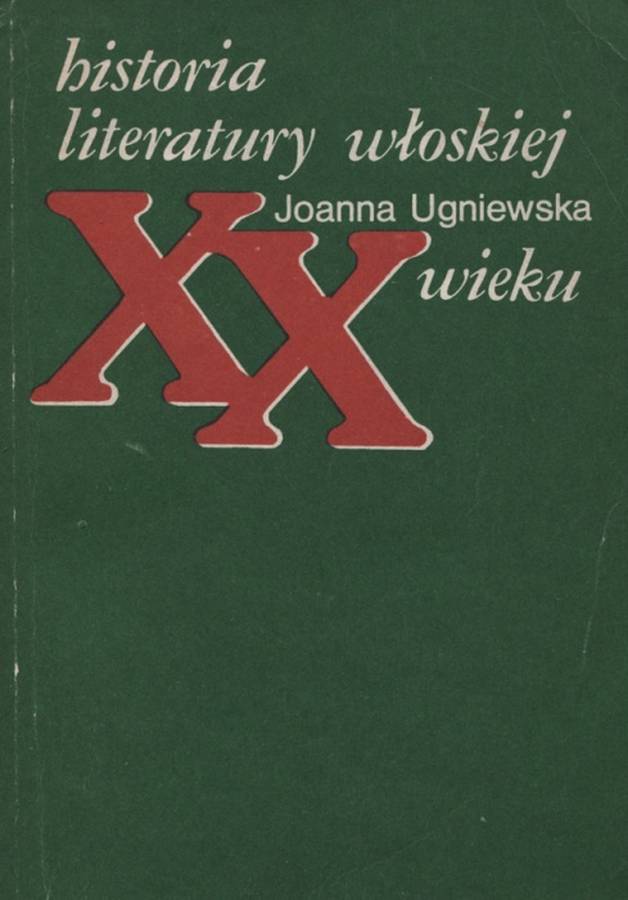 historia
literatury włoskiej
XX
Joanna Ugniewska
wieku